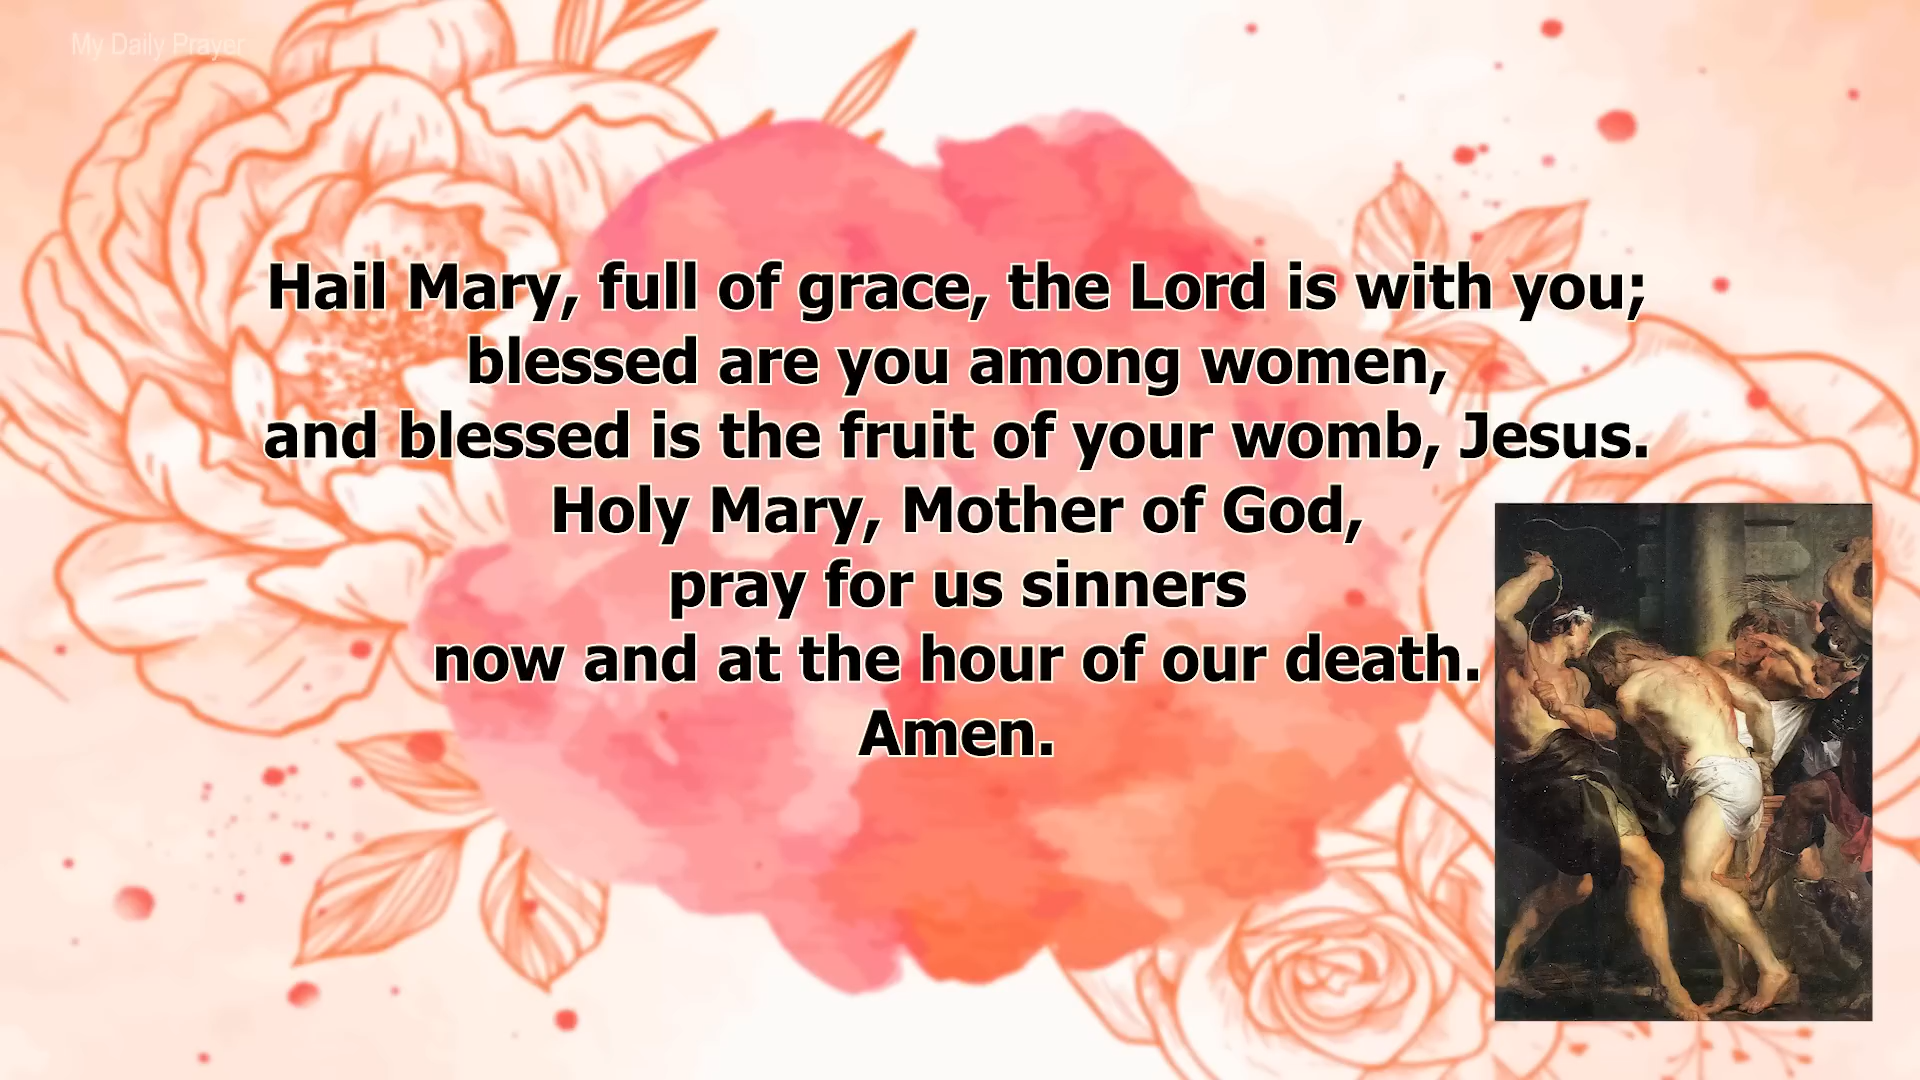 My Daily Prayer
Hail Mary, full of grace, the Lord is with you;
blessed are you among women,
and blessed is the fruit of your womb, Jesus.
Holy Mary, Mother of God,
pray for us sinners
now and at the hour of our death.
Amen.